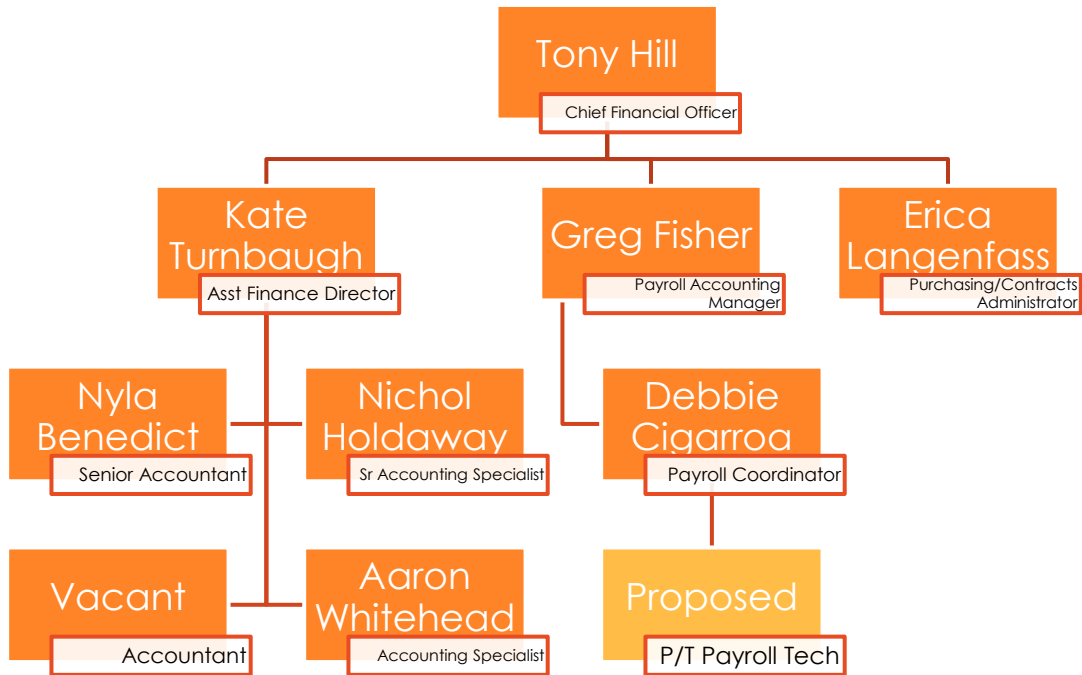 Tony Hill
Chief Financial Officer
Kate
Turnbaugh
Asst Finance Director
Greg Fisher
Payroll Accounting
Manager
Erica
Langenfass
Purchasing/Contracts
Administrator
Nyla
Benedict
Senior Accountant
Nichol
Holdaway
Sr Accounting Specialist
Debbie
Cigarroa
Payroll Coordinator
Vacant
Accountant
Aaron
Whitehead
Accounting Specialist
Proposed
P/T Payroll Tech